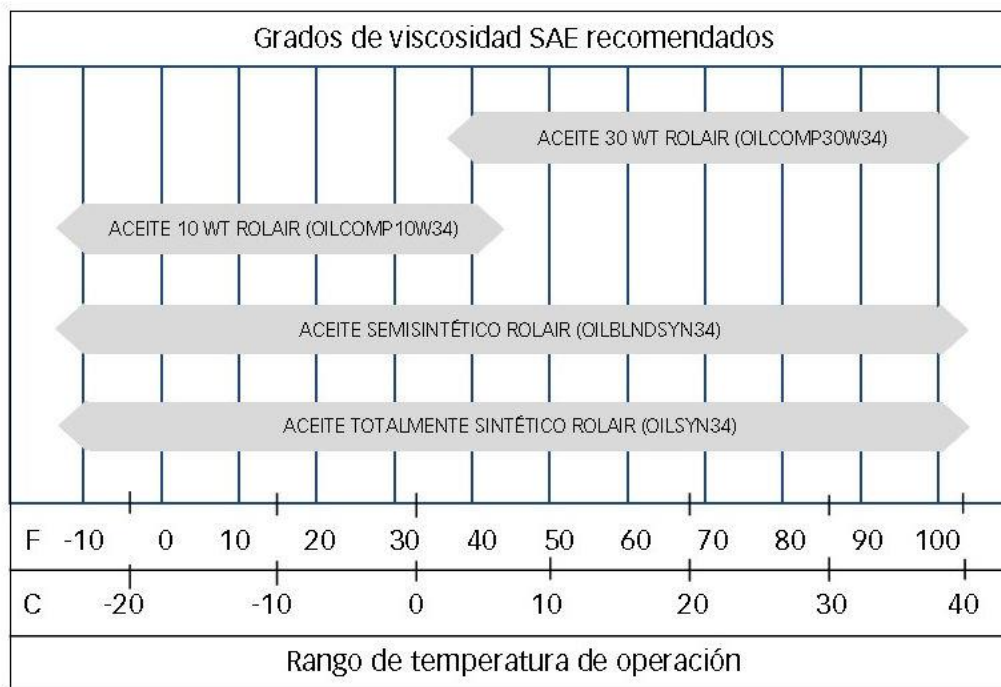 Grados de viscosidad SAE recomendados
ACEITE 30 WT ROLAIR (OILCOMP30W34)
ACEITE 10 WT ROLAIR (OILCOMP10W34)
ACEITE SEMISINTÉTICO ROLAIR (OILBLNDSYN34)
ACEITE TOTALMENTE SINTÉTICO ROLAIR (OILSYN34)
F -10 0 10 20 30 40 50 60 70 80 90 100
C -20 -10 0 10 20 30 40
Rango de temperatura de operación